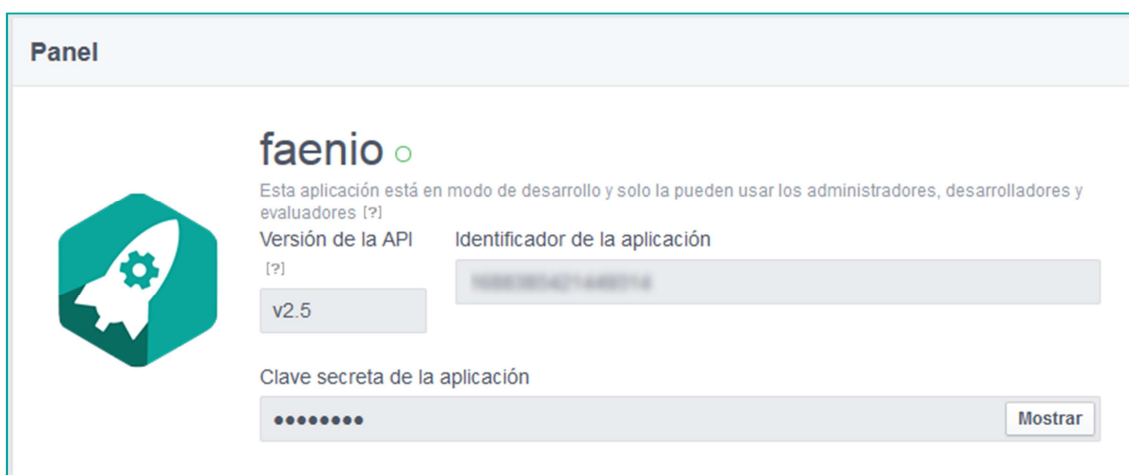 Panel
faenio
Esta aplicación está en modo de desarrollo y solo la pueden usar los administradores, desarrolladores y
evaluadores [?]
Versión de la API
Identificador de la aplicación
[?]
v2.5
Clave secreta de la aplicación
••••••••
Mostrar